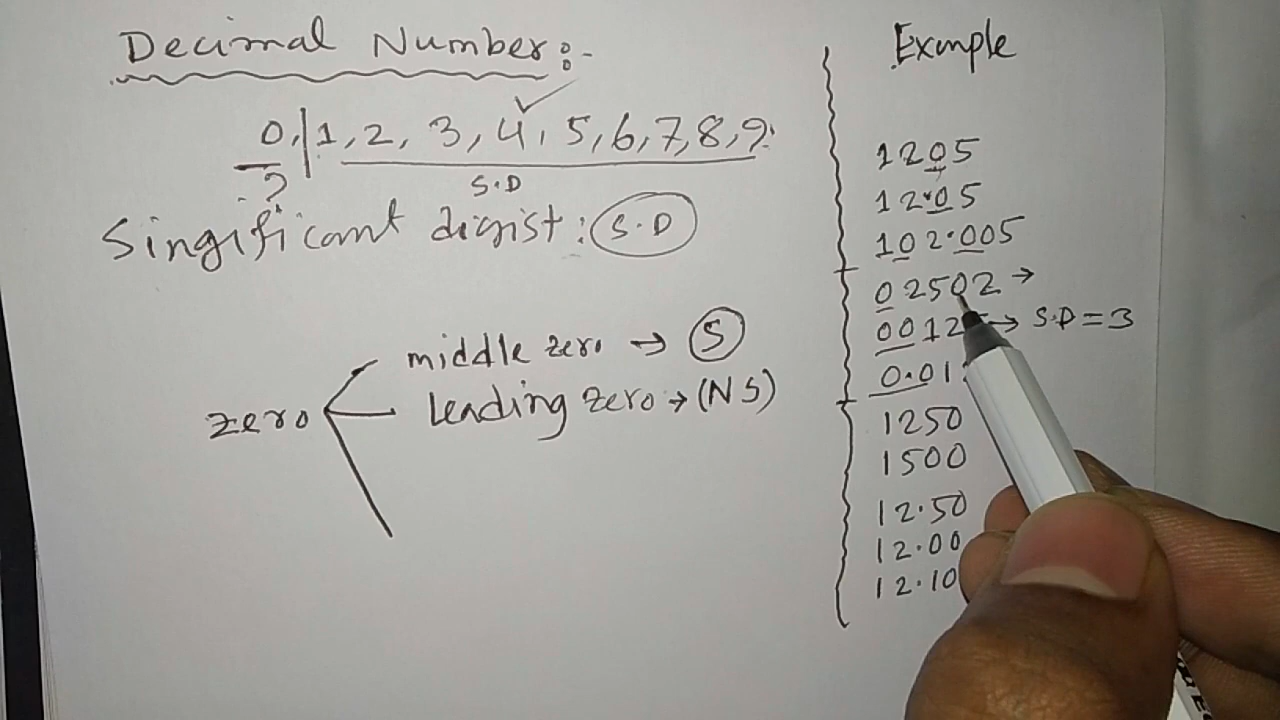 Decimal Number:-
0, 1, 2, 3, 4, 5, 6, 7, 8, 9.
?
S.D
Singificant digist: S.D
zero
middle zero → S
leading zero → (NS)
Example
1205
12.05
102.005
02502 →
0012 → S.D = 3
0.01
1250
1500
12.50
12.00
12.10